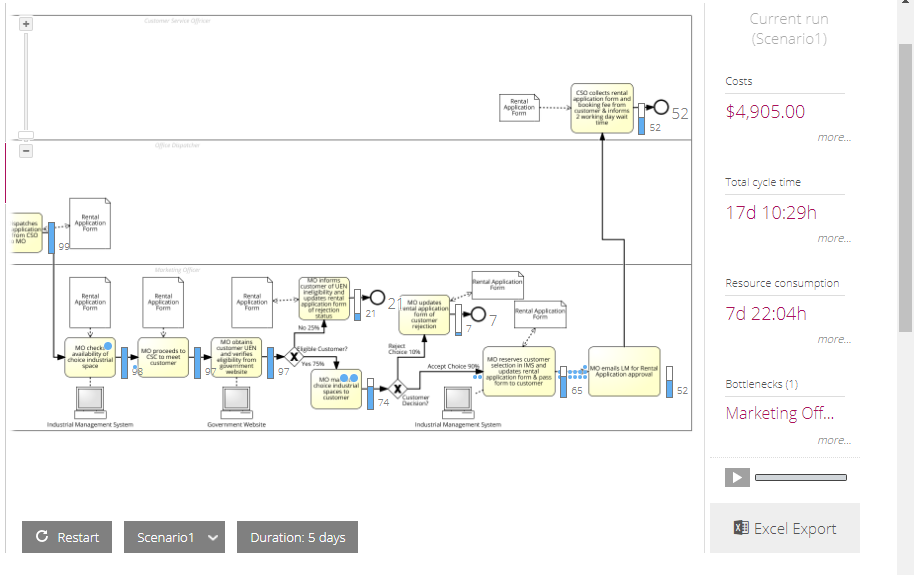 Customer Service Officer
Rental
Application
Form
CSO collects rental
application form and
booking fee from
customer & informs
2 working day wait
time
52
52
Office Dispatcher
spatches
pplication
from CSO
MO
99
Rental
Application
Form
Marketing Officer
Rental
Application
Form
Rental
Application
Form
Rental
Application
Form
MO informs
customer of UEN
ineligibility and
updates rental
application form
of rejection
status
21
No 25%
MO updates
rental application
form of
customer
rejection
7
7
Rental Application
Form
Rental Application
Form
MO checks
availability of
choice industrial
space
98
MO proceeds to
CSC to meet
customer
97
MO obtains
customer UEN
and verifies
eligibility from
government
website
97
X
Eligible Customer?
Yes 75%
choice industrial
spaces to
customer
74
Reject
Choice 10%
X
Customer
Decision?
Accept Choice 90%
MO reserves customer
selection in IMS and
updates rental
application form & pass
form to customer
65
MO emails LM for Rental
Application approval
52
Industrial Management System
Government Website
Industrial Management System
Restart
Scenario1
Duration: 5 days
Current run
(Scenario1)
Costs
$4,905.00
more...
Total cycle time
17d 10:29h
more...
Resource consumption
7d 22:04h
more...
Bottlenecks (1)
Marketing Off...
more...
Excel Export